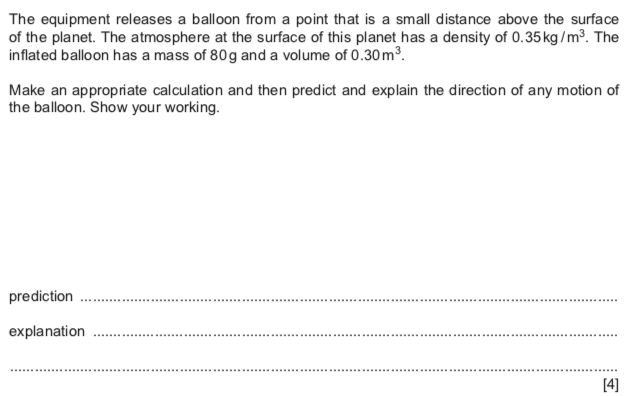 The equipment releases a balloon from a point that is a small distance above the surface
of the planet. The atmosphere at the surface of this planet has a density of 0.35 kg / m³. The
inflated balloon has a mass of 80 g and a volume of 0.30 m³.
Make an appropriate calculation and then predict and explain the direction of any motion of
the balloon. Show your working.
prediction ................................................................................................................................
explanation ............................................................................................................................
................................................................................................................................................
[4]